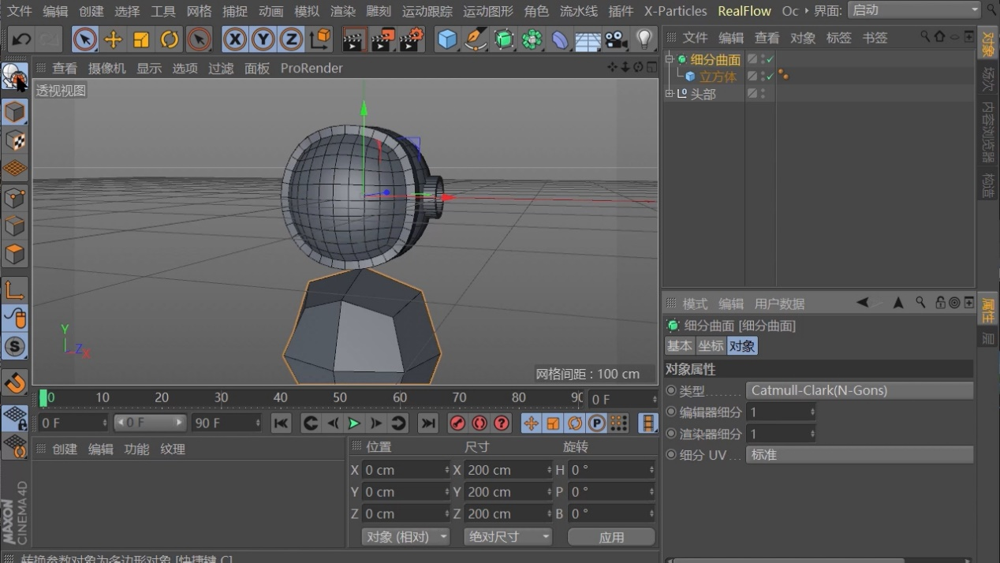 文件 编辑 创建 选择 工具 网格 捕捉 动画 模拟 渲染 雕刻 运动跟踪 运动图形 角色 流水线 插件 X-Particles RealFlow Oc 界面: 启动
X Y Z
文件 编辑 查看 对象 标签 书签
查看 摄像机 显示 选项 过滤 面板 ProRender
透视视图
细分曲面
立方体
头部
对象
场次
内容浏览器
构造
Y
Z
X
网格间距 : 100 cm
模式 编辑 用户数据
细分曲面 [细分曲面]
基本 坐标 对象
对象属性
类型
Catmull-Clark(N-Gons)
编辑器细分 1
渲染器细分 1
细分 UV ... 标准
属性
层
S
0 10 20 30 40 50 60 70 80 0 F
0 F 0 F 90 F
P
创建 编辑 功能 纹理
位置 尺寸 旋转
X 0 cm X 200 cm H 0 °
Y 0 cm Y 200 cm P 0 °
Z 0 cm Z 200 cm B 0 °
对象 (相对) 绝对尺寸 应用
MAXON
CINEMA 4D
转换参数对象为多边形对象 [快捷键 C]